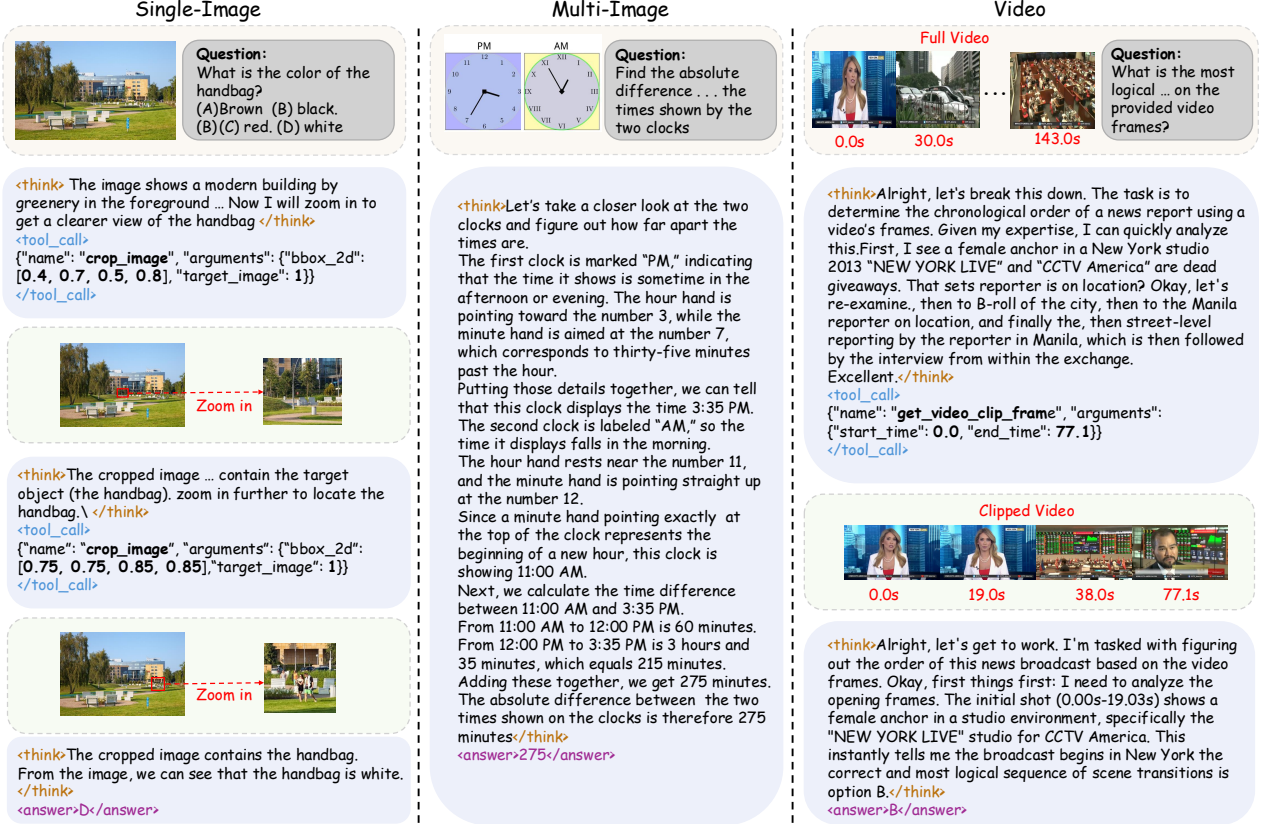 Single-Image
Question:
What is the color of the
handbag?
(A)Brown (B) black.
(B)(C) red. (D) white
<think> The image shows a modern building by
greenery in the foreground … Now I will zoom in to
get a clearer view of the handbag </think>
<tool_call>
{"name": "crop_image", "arguments": {"bbox_2d":
[0.4, 0.7, 0.5, 0.8], "target_image": 1}}
</tool_call>
Zoom in
<think>The cropped image … contain the target
object (the handbag). zoom in further to locate the
handbag.\ </think>
<tool_call>
{“name”: “crop_image”, “arguments”: {“bbox_2d”:
[0.75, 0.75, 0.85, 0.85],“target_image”: 1}}
</tool_call>
Zoom in
<think>The cropped image contains the handbag.
From the image, we can see that the handbag is white.
</think>
<answer>D</answer>
Multi-Image
PM
12
1
2
3
4
5
6
7
8
9
10
11
AM
XII
I
II
III
IV
V
VI
VII
VIII
IX
X
XI
Question:
Find the absolute
difference . . . the
times shown by the
two clocks
<think>Let’s take a closer look at the two
clocks and figure out how far apart the
times are.
The first clock is marked “PM,” indicating
that the time it shows is sometime in the
afternoon or evening. The hour hand is
pointing toward the number 3, while the
minute hand is aimed at the number 7,
which corresponds to thirty-five minutes
past the hour.
Putting those details together, we can tell
that this clock displays the time 3:35 PM.
The second clock is labeled “AM,” so the
time it displays falls in the morning.
The hour hand rests near the number 11,
and the minute hand is pointing straight up
at the number 12.
Since a minute hand pointing exactly at
the top of the clock represents the
beginning of a new hour, this clock is
showing 11:00 AM.
Next, we calculate the time difference
between 11:00 AM and 3:35 PM.
From 11:00 AM to 12:00 PM is 60 minutes.
From 12:00 PM to 3:35 PM is 3 hours and
35 minutes, which equals 215 minutes.
Adding these together, we get 275 minutes.
The absolute difference between the two
times shown on the clocks is therefore 275
minutes</think>
<answer>275</answer>
Video
Full Video
0.0s
30.0s
...
143.0s
Question:
What is the most
logical … on the
provided video
frames?
<think>Alright, let‘s break this down. The task is to
determine the chronological order of a news report using a
video’s frames. Given my expertise, I can quickly analyze
this.First, I see a female anchor in a New York studio
2013 “NEW YORK LIVE” and “CCTV America” are dead
giveaways. That sets reporter is on location? Okay, let's
re-examine., then to B-roll of the city, then to the Manila
reporter on location, and finally the, then street-level
reporting by the reporter in Manila, which is then followed
by the interview from within the exchange.
Excellent.</think>
<tool_call>
{"name": "get_video_clip_frame", "arguments":
{"start_time": 0.0, "end_time": 77.1}}
</tool_call>
Clipped Video
0.0s
19.0s
38.0s
77.1s
<think>Alright, let's get to work. I'm tasked with figuring
out the order of this news broadcast based on the video
frames. Okay, first things first: I need to analyze the
opening frames. The initial shot (0.00s-19.03s) shows a
female anchor in a studio environment, specifically the
"NEW YORK LIVE" studio for CCTV America. This
instantly tells me the broadcast begins in New York the
correct and most logical sequence of scene transitions is
option B.</think>
<answer>B</answer>